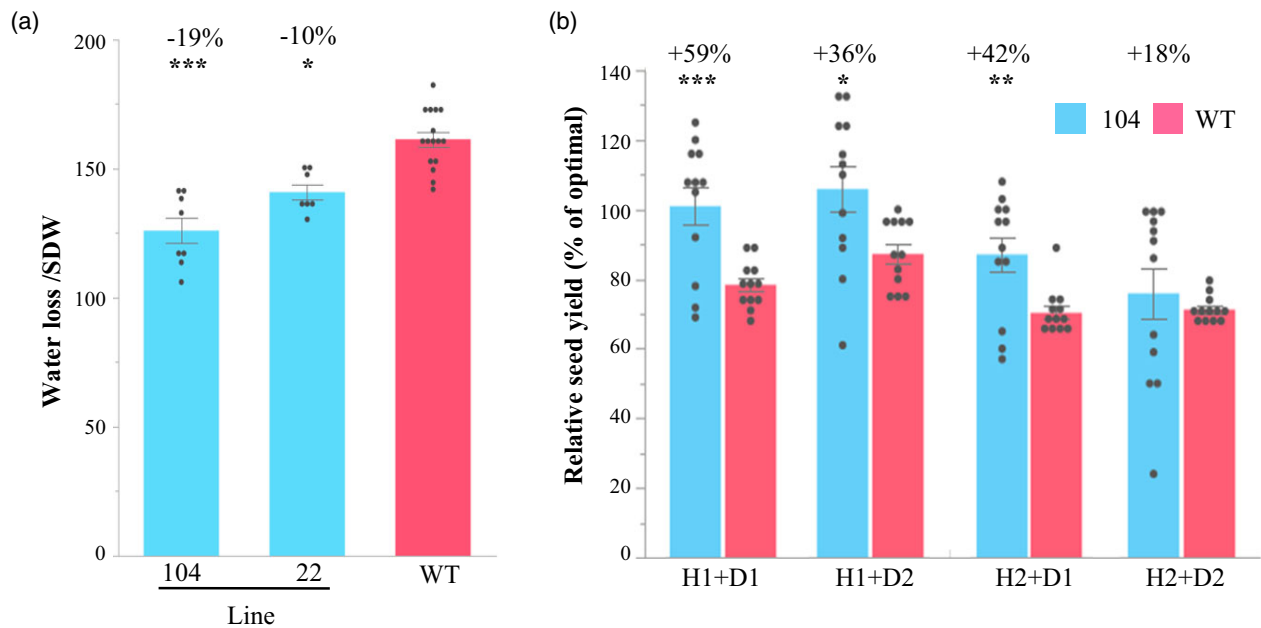 (a)
-19% -10%
*** *
Water loss /SDW
200
150
100
50
0
104 22 WT
Line
(b)
+59% +36% +42% +18%
*** * **
104 WT
Relative seed yield (% of optimal)
140
120
100
80
60
40
20
0
H1+D1 H1+D2 H2+D1 H2+D2